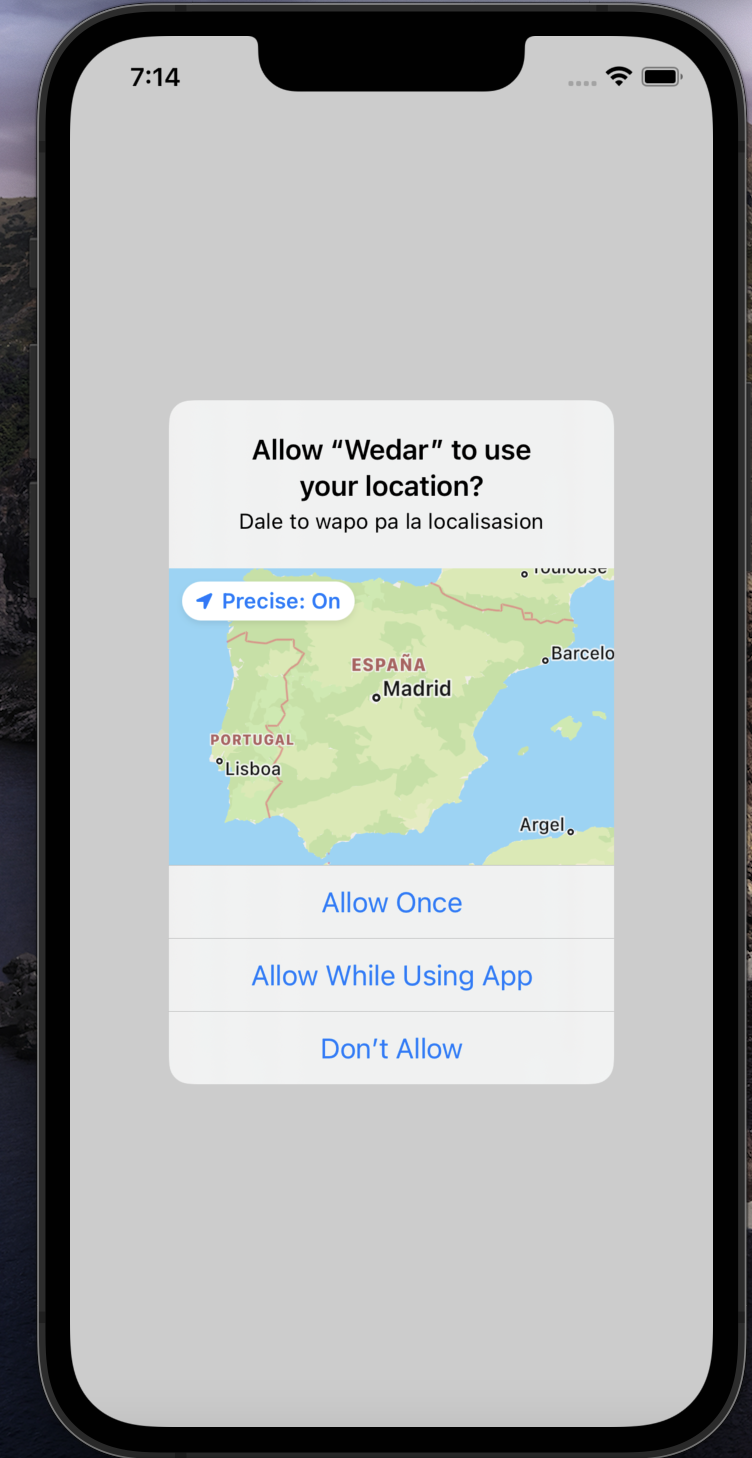 7:14
Allow “Wedar” to use
your location?
Dale to wapo pa la localisasion
Toulouse
Precise: On
Barcelo
ESPAÑA
Madrid
PORTUGAL
Lisboa
Argel
Allow Once
Allow While Using App
Don’t Allow